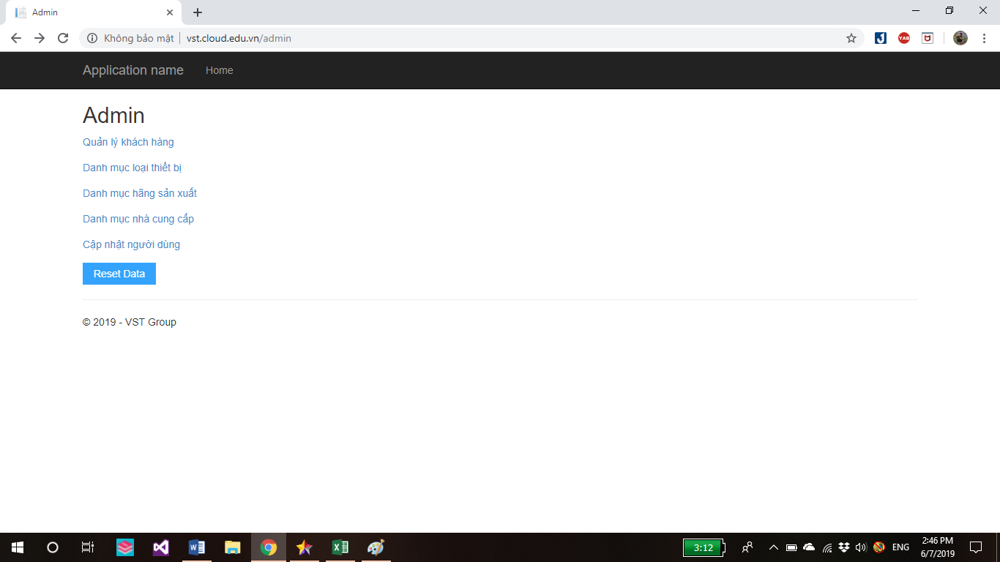 Admin
Không bảo mật
vst.cloud.edu.vn/admin
YAB
Application name Home
Admin
Quản lý khách hàng
Danh mục loại thiết bị
Danh mục hãng sản xuất
Danh mục nhà cung cấp
Cập nhật người dùng
Reset Data
© 2019 - VST Group
3:12
ENG
2:46 PM
6/7/2019